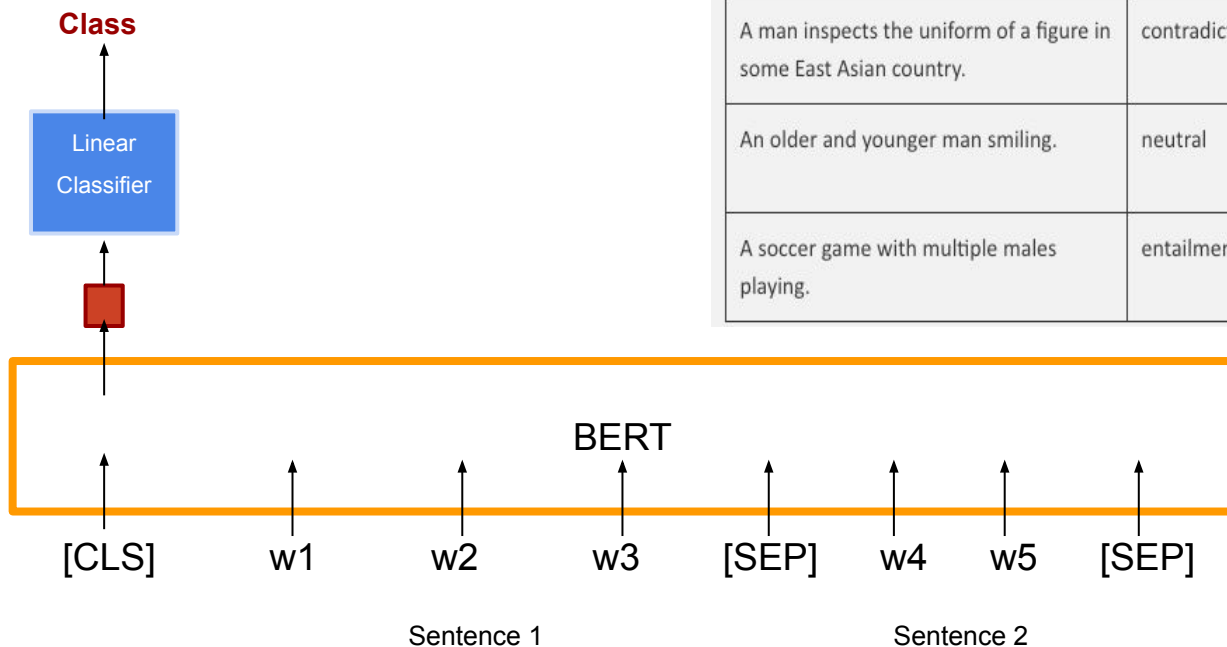 Class
Linear
Classifier
A man inspects the uniform of a figure in
some East Asian country.
contradic
An older and younger man smiling.
neutral
A soccer game with multiple males
playing.
entailmen
BERT
[CLS] w1 w2 w3 [SEP] w4 w5 [SEP]
Sentence 1 Sentence 2